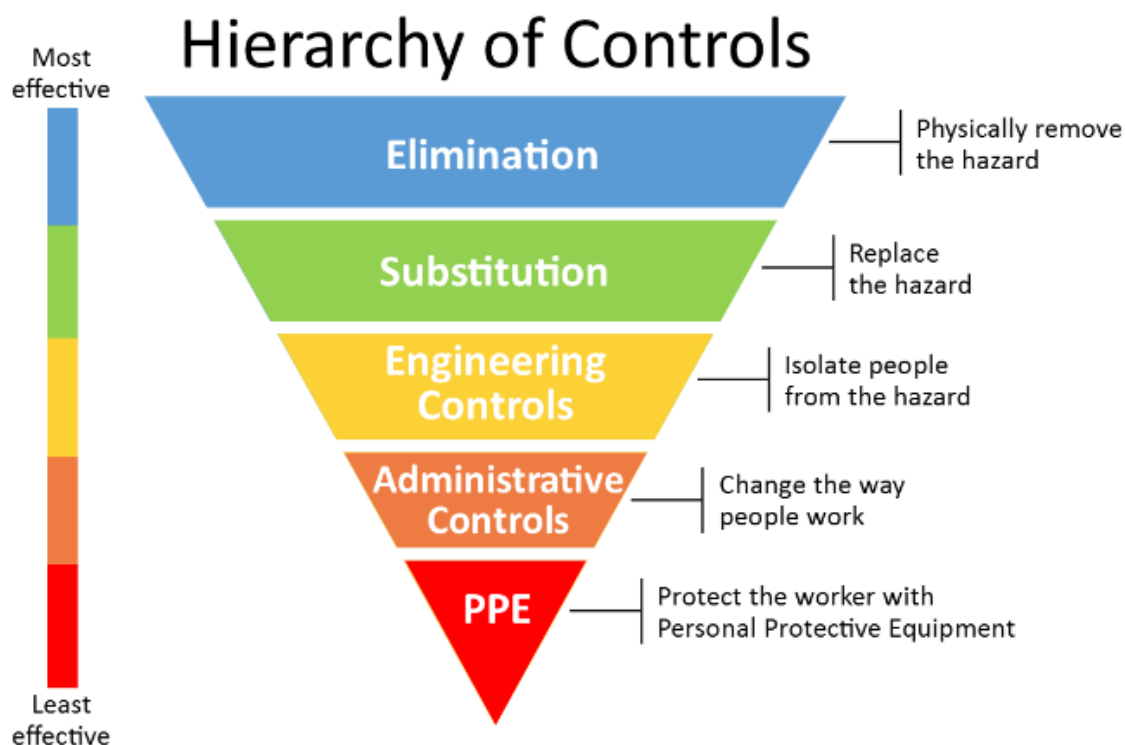 Hierarchy of Controls
Most
effective
Elimination
Physically remove
the hazard
Substitution
Replace
the hazard
Engineering
Controls
Isolate people
from the hazard
Administrative
Controls
Change the way
people work
PPE
Protect the worker with
Personal Protective Equipment
Least
effective